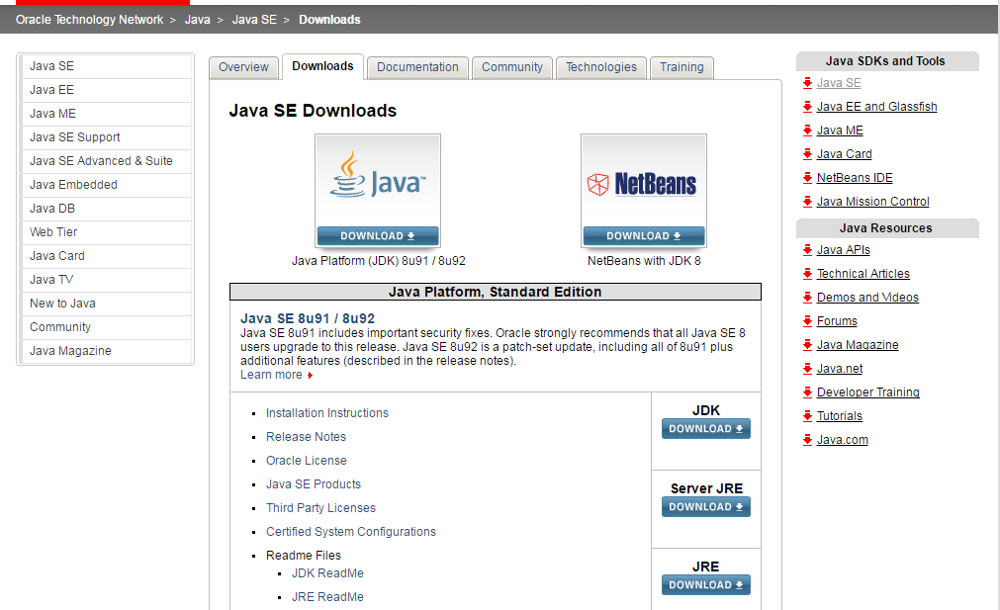 Oracle Technology Network > Java > Java SE > Downloads
Java SE
Java EE
Java ME
Java SE Support
Java SE Advanced & Suite
Java Embedded
Java DB
Web Tier
Java Card
Java TV
New to Java
Community
Java Magazine
Overview Downloads Documentation Community Technologies Training
Java SE Downloads
Java™
DOWNLOAD
Java Platform (JDK) 8u91 / 8u92
NetBeans
DOWNLOAD
NetBeans with JDK 8
Java Platform, Standard Edition
Java SE 8u91 / 8u92
Java SE 8u91 includes important security fixes. Oracle strongly recommends that all Java SE 8
users upgrade to this release. Java SE 8u92 is a patch-set update, including all of 8u91 plus
additional features (described in the release notes).
Learn more
Installation Instructions
Release Notes
Oracle License
Java SE Products
Third Party Licenses
Certified System Configurations
Readme Files
JDK ReadMe
JRE ReadMe
JDK
DOWNLOAD
Server JRE
DOWNLOAD
JRE
DOWNLOAD
Java SDKs and Tools
Java SE
Java EE and Glassfish
Java ME
Java Card
NetBeans IDE
Java Mission Control
Java Resources
Java APIs
Technical Articles
Demos and Videos
Forums
Java Magazine
Java.net
Developer Training
Tutorials
Java.com